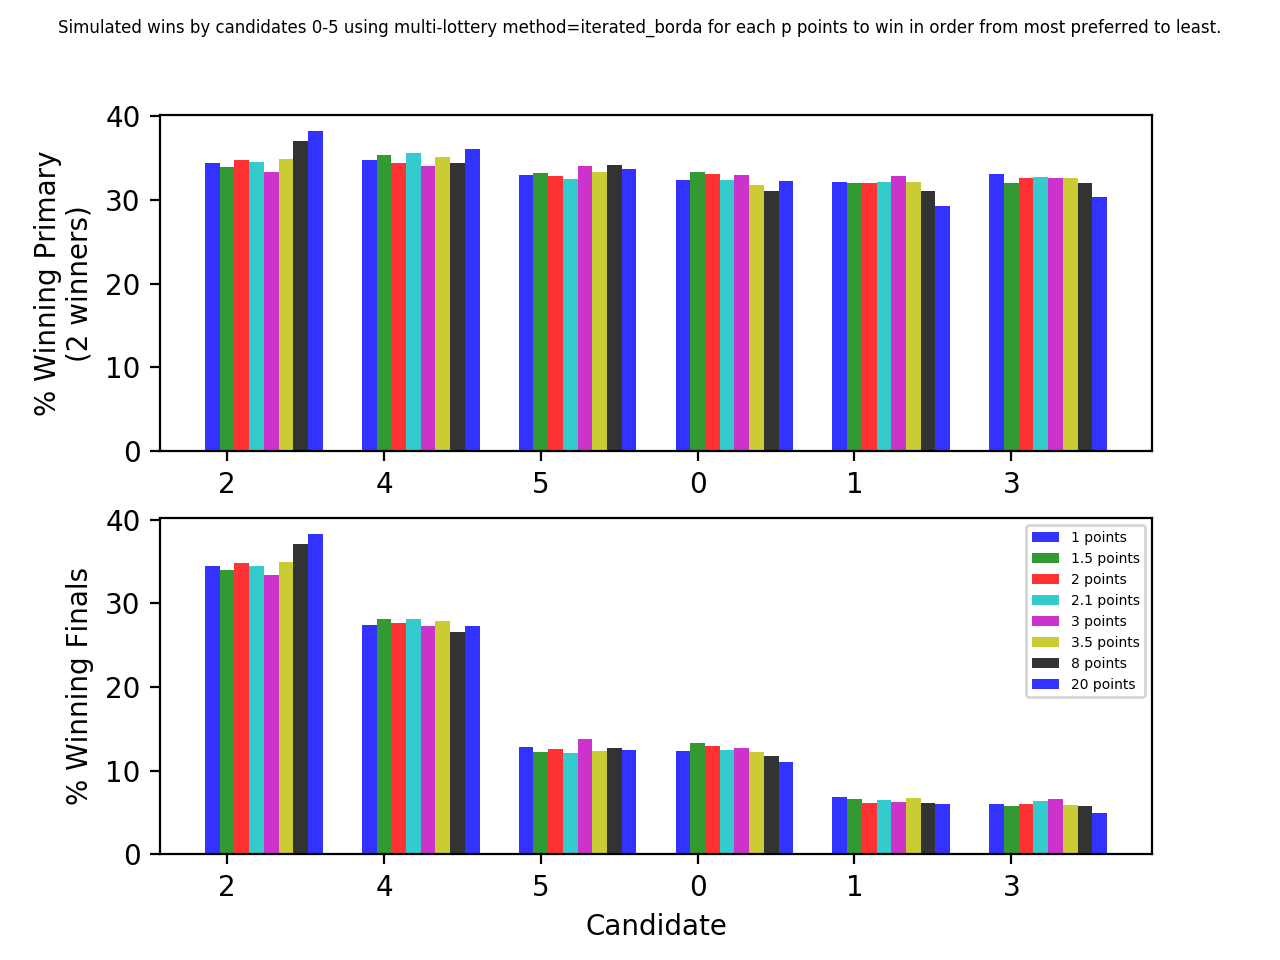 Simulated wins by candidates 0-5 using multi-lottery method=iterated_borda for each p points to win in order from most preferred to least.
% Winning Primary
(2 winners)
40
30
20
10
0
2 4 5 0 1 3
% Winning Finals
40
30
20
10
0
1 points
1.5 points
2 points
2.1 points
3 points
3.5 points
8 points
20 points
2 4 5 0 1 3
Candidate